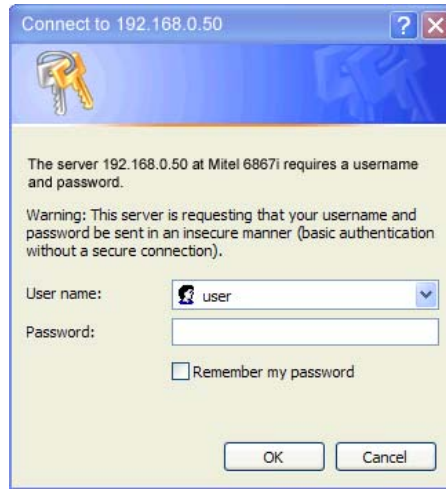 Connect to 192.168.0.50
The server 192.168.0.50 at Mitel 6867i requires a username
and password.
Warning: This server is requesting that your username and
password be sent in an insecure manner (basic authentication
without a secure connection).
User name:
user
Password:
Remember my password
OK
Cancel